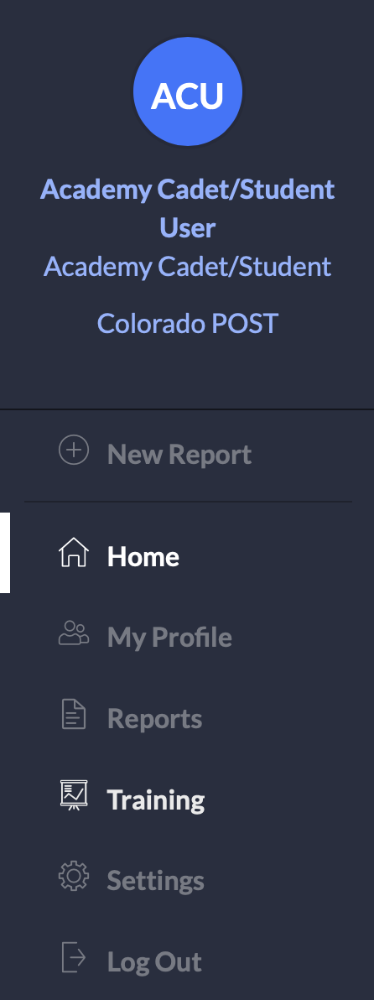 ACU
Academy Cadet/Student
User
Academy Cadet/Student
Colorado POST
New Report
Home
My Profile
Reports
Training
Settings
Log Out